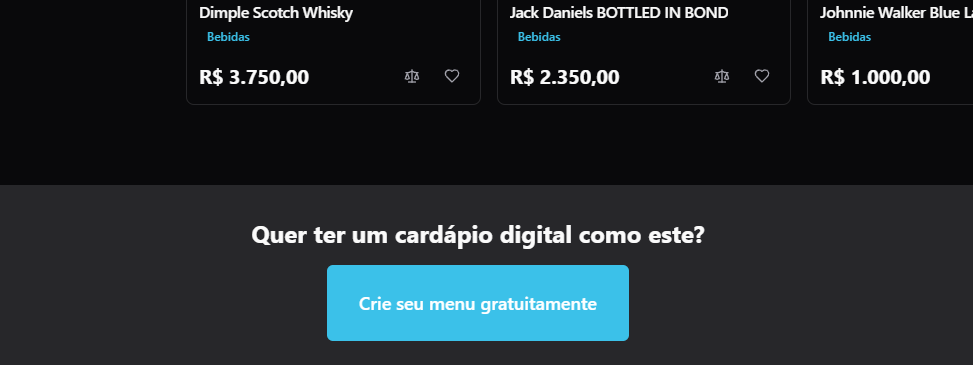 Dimple Scotch Whisky
Jack Daniels BOTTLED IN BOND
Johnnie Walker Blue
Bebidas
Bebidas
Bebidas
R$ 3.750,00
R$ 2.350,00
R$ 1.000,00
Quer ter um cardápio digital como este?
Crie seu menu gratuitamente